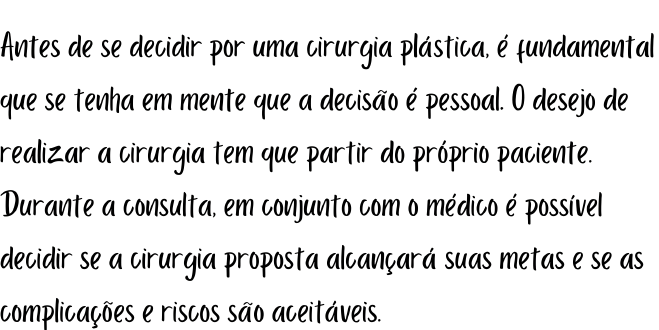 Antes de se decidir por uma cirurgia plástica, é fundamental
que se tenha em mente que a decisão é pessoal. O desejo de
realizar a cirurgia tem que partir do próprio paciente.
Durante a consulta, em conjunto com o médico é possível
decidir se a cirurgia proposta alcançará suas metas e se as
complicações e riscos são aceitáveis.